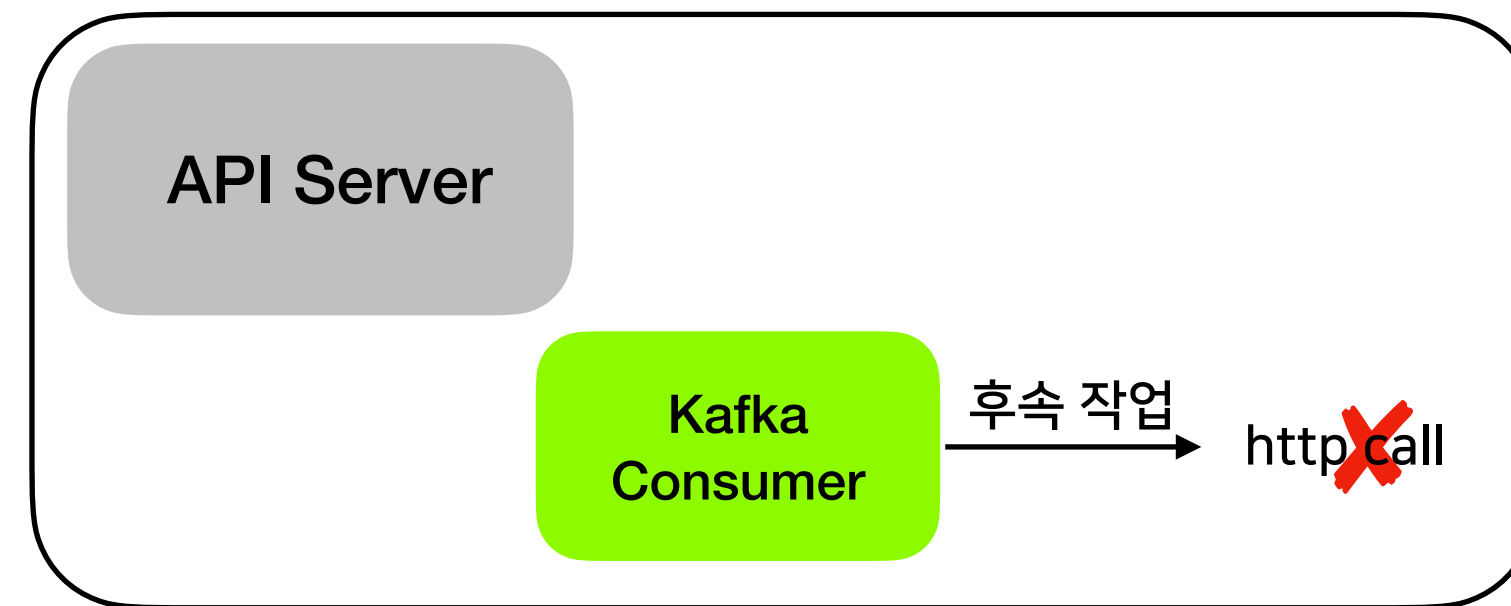 API Server
Kafka
Consumer
후속 작업
http call